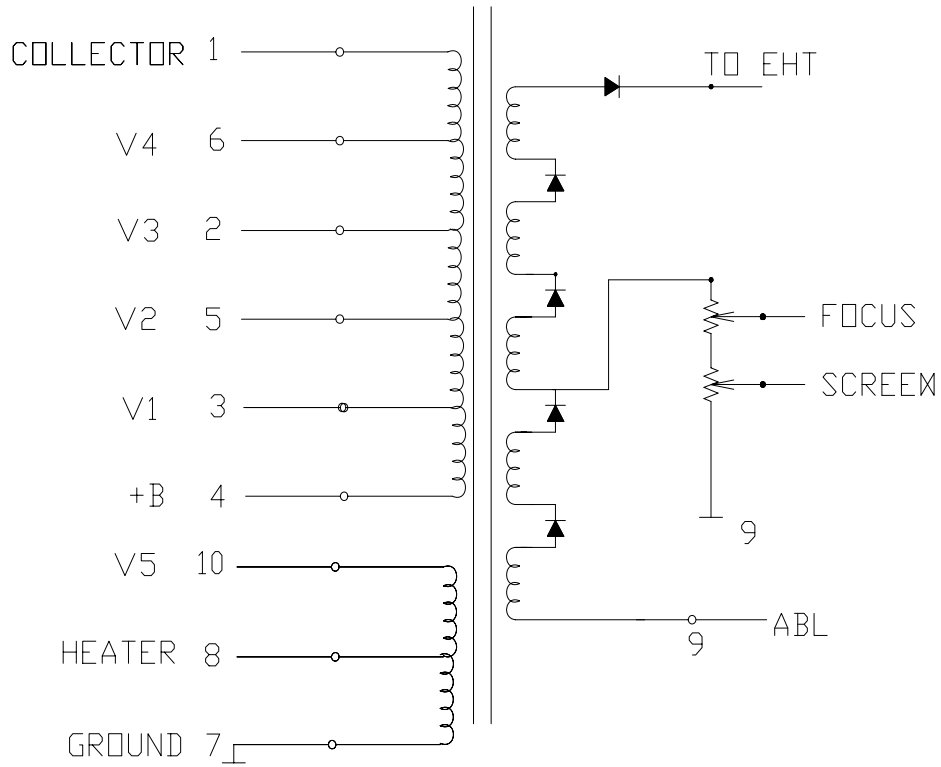 COLLECTOR 1
TO EHT
V4 6
V3 2
V2 5
FOCUS
SCREEN
V1 3
+B 4
9
V5 10
ABL
9
HEATER 8
GROUND 7